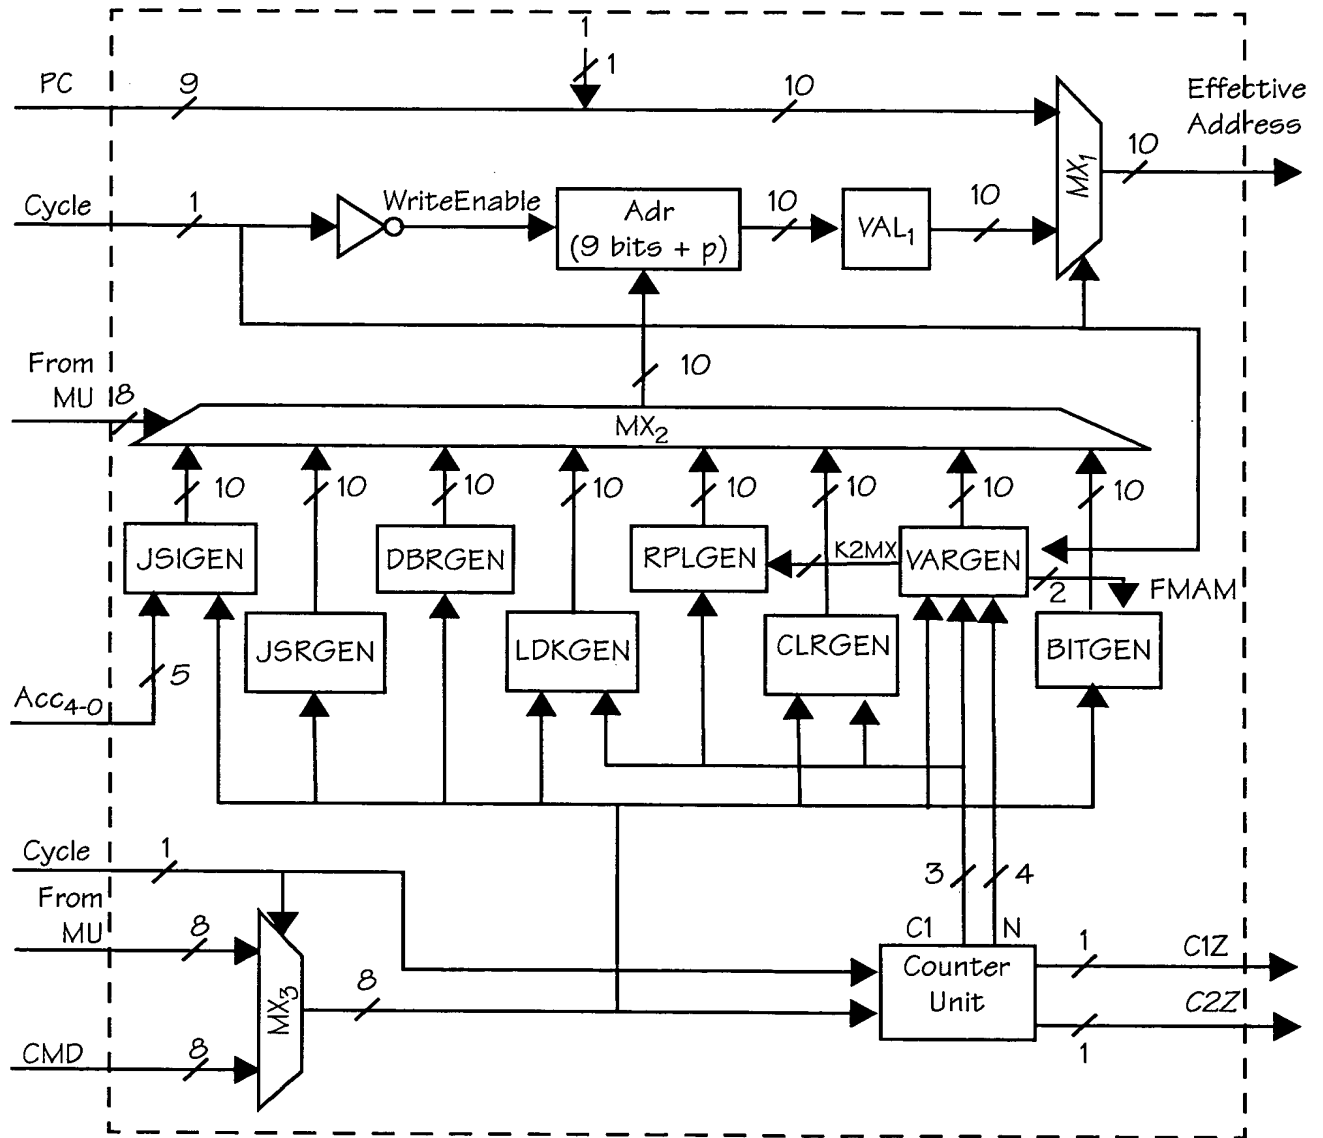 1
1
PC
9
10
Effective
Address
10
MX1
Cycle
1
WriteEnable
Adr
(9 bits + p)
10
VAL1
10
From
MU
8
10
MX2
10
10
10
10
10
10
10
10
JSIGEN
DBRGEN
RPLGEN
K2MX
VARGEN
2
FMAM
JSRGEN
LDKGEN
CLRGEN
BITGEN
5
Acc4-0
Cycle
1
3
4
From
MU
8
C1
N
Counter
Unit
1
C1Z
MX3
8
C2Z
1
CMD
8